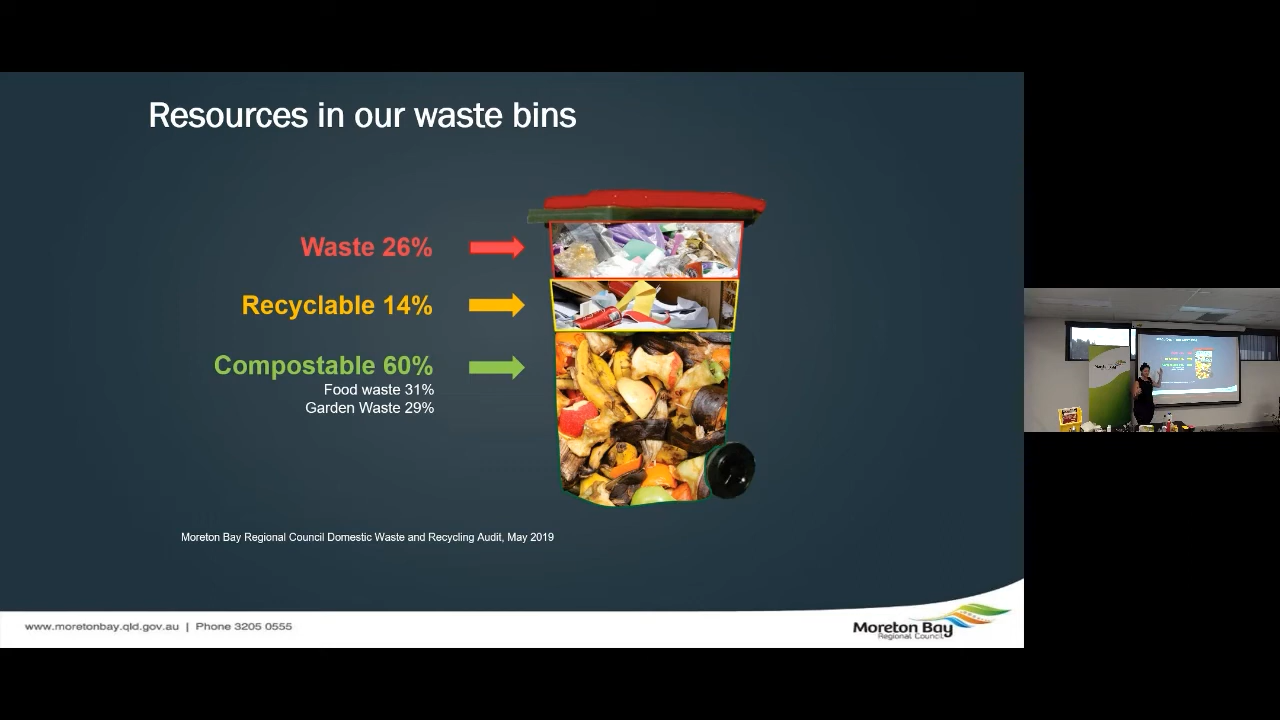 Resources in our waste bins
Waste 26%
Recyclable 14%
Compostable 60%
Food waste 31%
Garden Waste 29%
Moreton Bay Regional Council Domestic Waste and Recycling Audit, May 2019
www.moretonbay.qld.gov.au | Phone 3205 0555
Moreton Bay
Regional Council